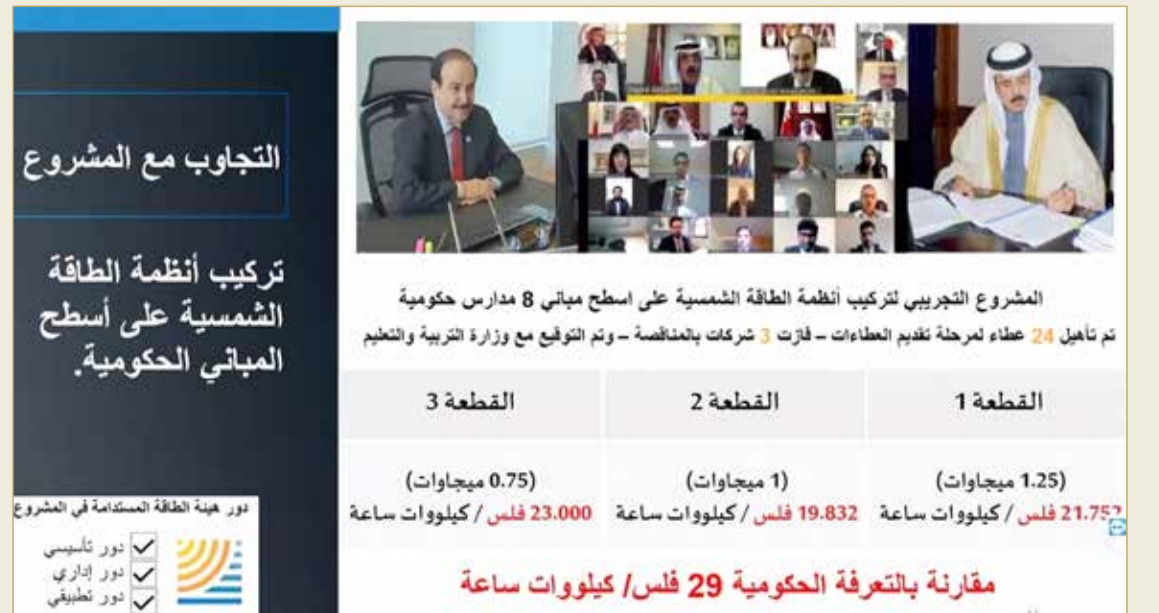 التجاوب مع المشروع
تركيب أنظمة الطاقة
الشمسية على أسطح
المباني الحكومية.
دور هيئة الطاقة المستدامة في المشروع
دور تأسيسي
دور إداري
دور تطبيقي
المشروع التجريبي لتركيب أنظمة الطاقة الشمسية على اسطح مباني 8 مدارس حكومية
تم تأهيل 24 عطاء لمرحلة تقديم العطاءات – فازت 3 شركات بالمناقصة – وتم التوقيع مع وزارة التربية والتعليم
القطعة 1
القطعة 2
القطعة 3
(1.25 ميجاوات)
21.752 فلس / كيلووات ساعة
(1 ميجاوات)
19.832 فلس / كيلووات ساعة
(0.75 ميجاوات)
23.000 فلس / كيلووات ساعة
مقارنة بالتعرفة الحكومية 29 فلس/ كيلووات ساعة